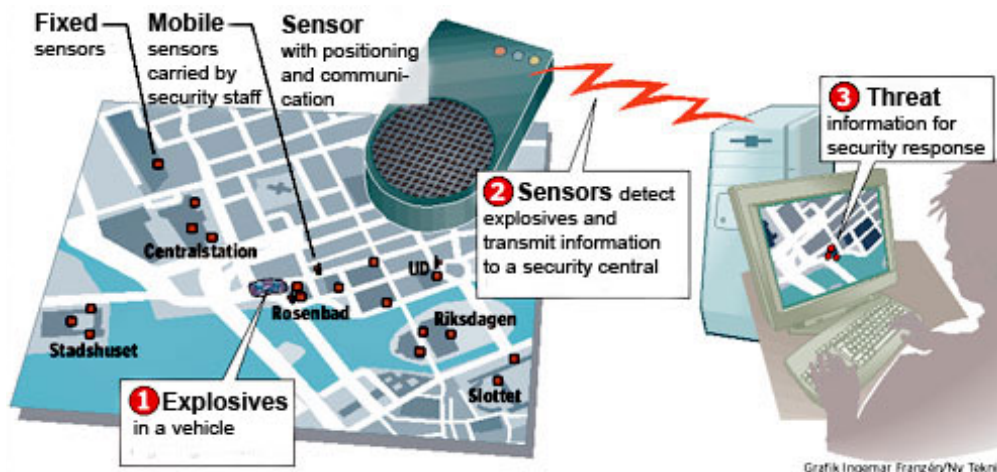 Fixed
sensors
Mobile
sensors
carried by
security staff
Sensor
with positioning
and communi-
cation
3 Threat
information for
security response
2 Sensors detect
explosives and
transmit information
to a security central
Centralstation
UD
Rosenbad
Riksdagen
Stadshuset
Slottet
1 Explosives
in a vehicle
Grafik Ingemar Franzén/Ny Tekni